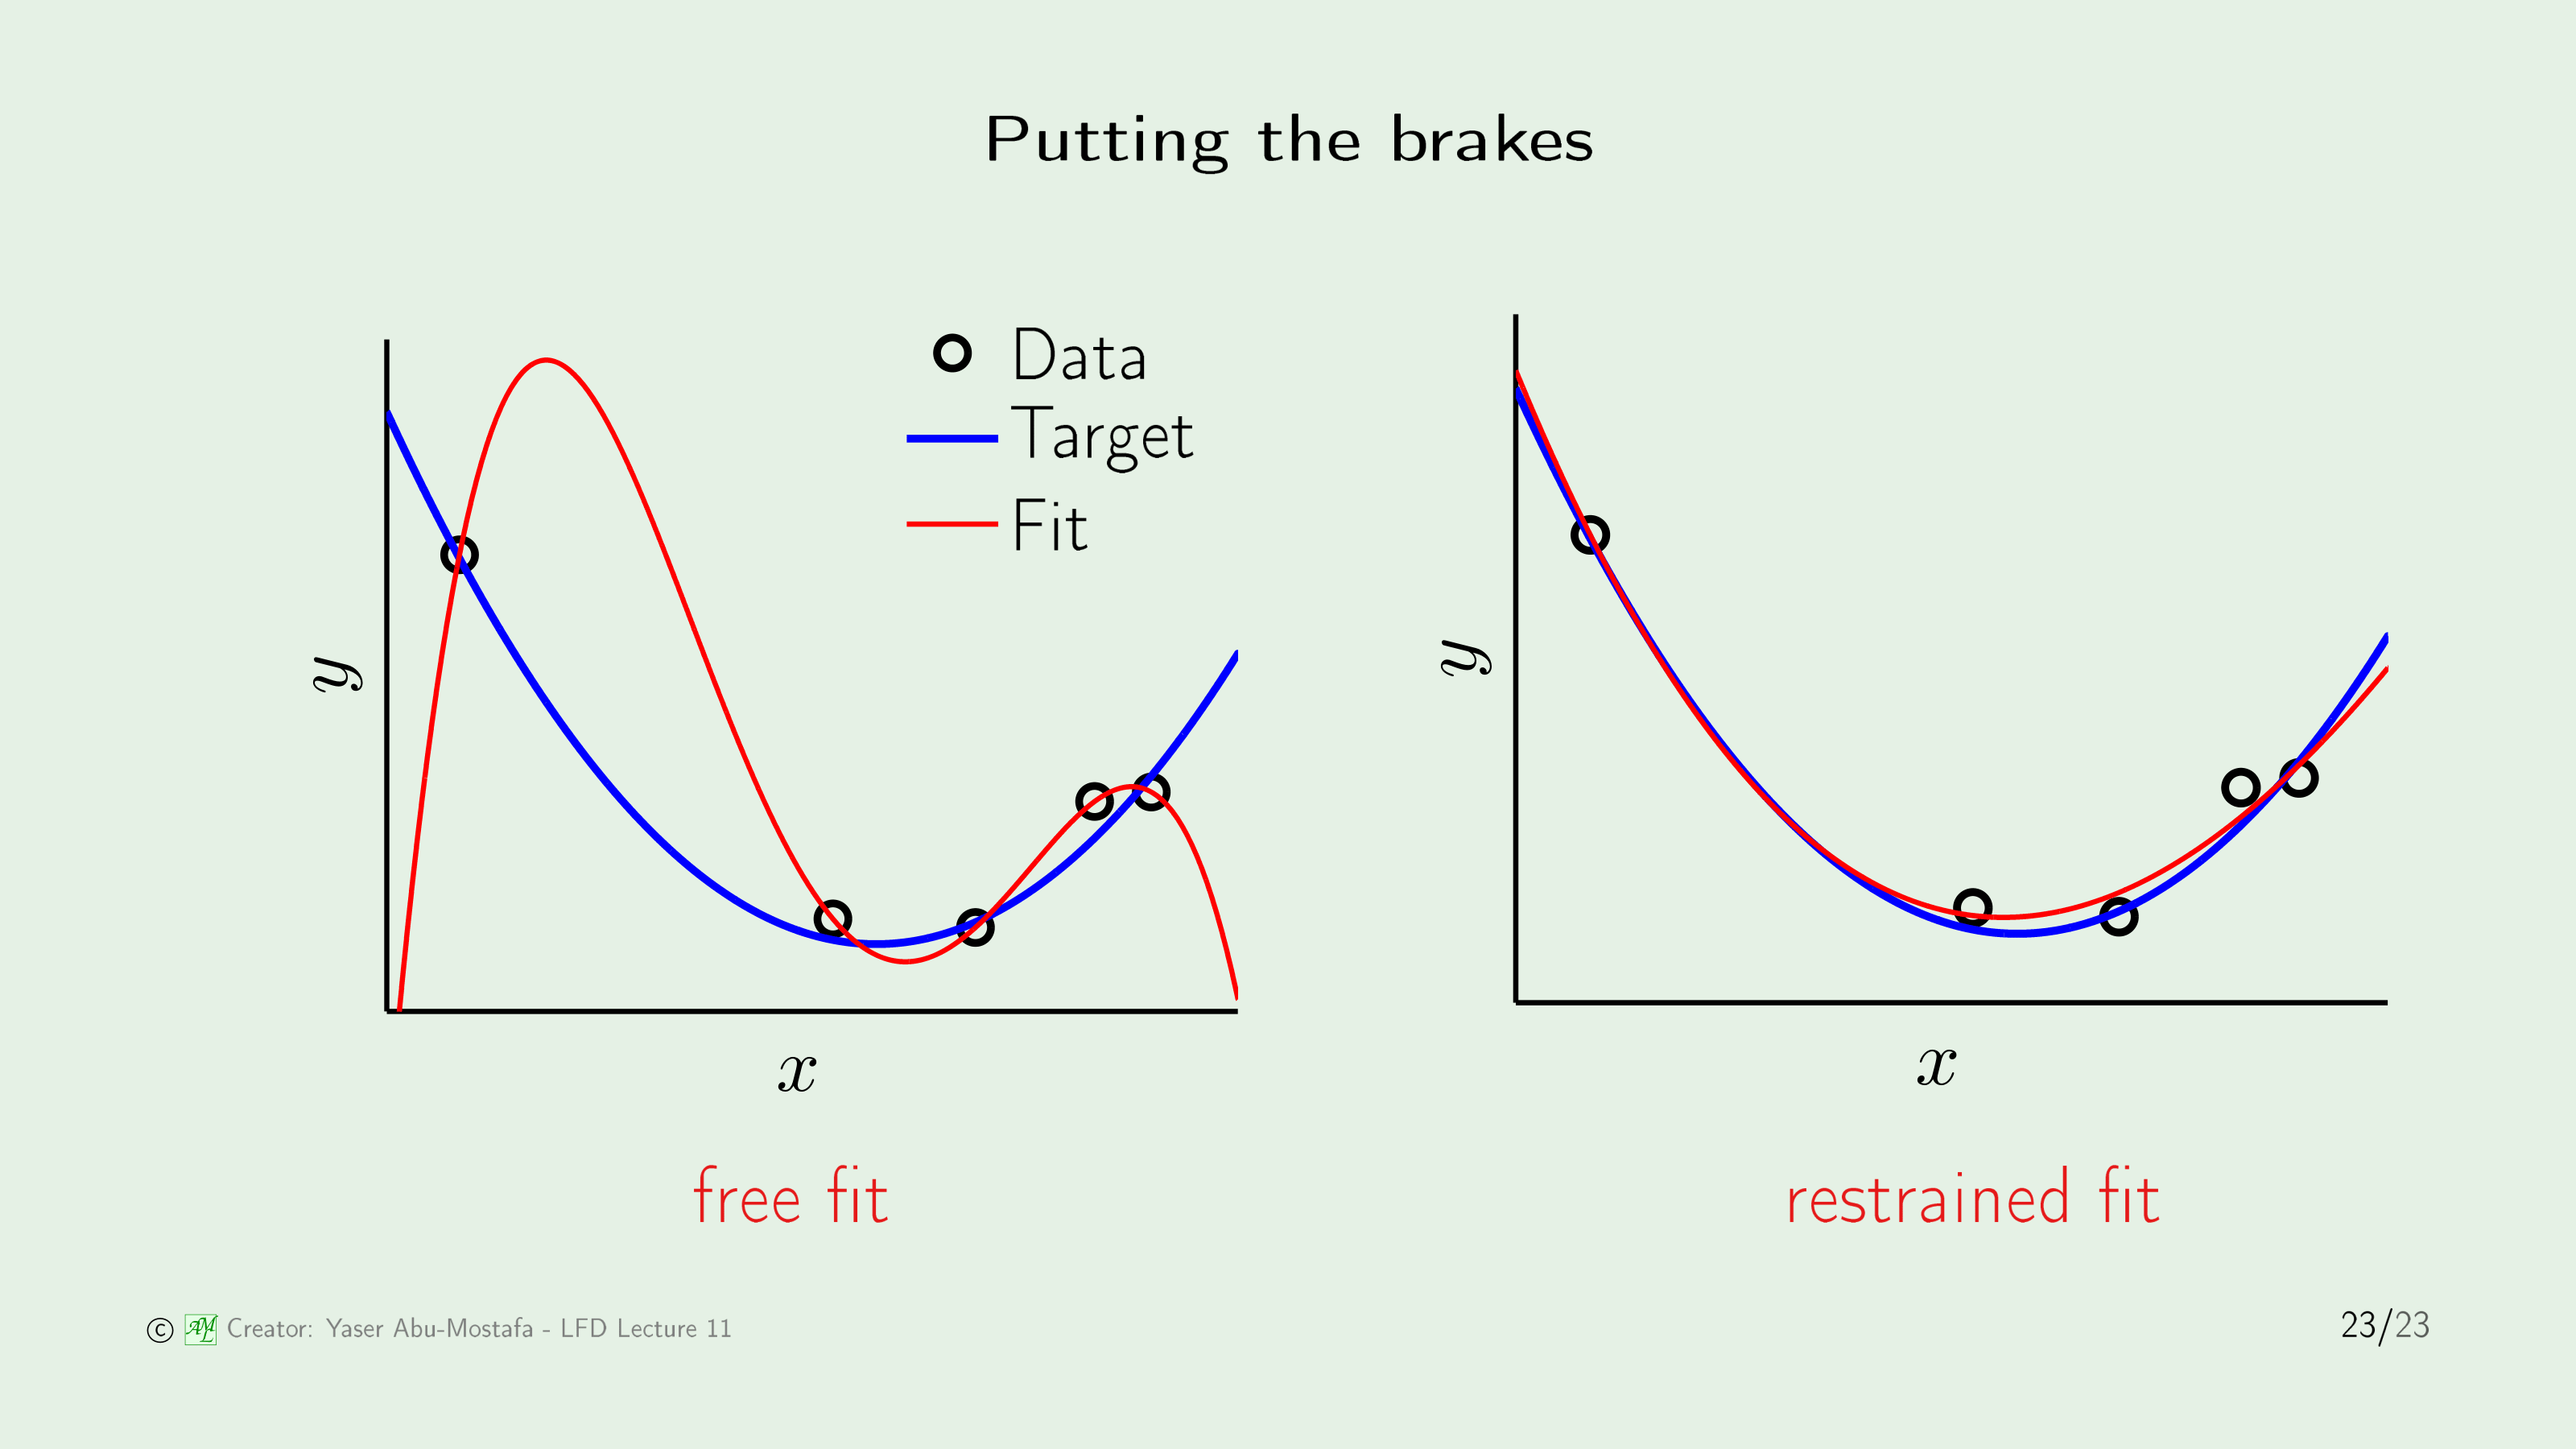 Putting the brakes
Data
Target
Fit
y
x
free fit
y
x
restrained fit
© AML Creator: Yaser Abu-Mostafa - LFD Lecture 11
23/23